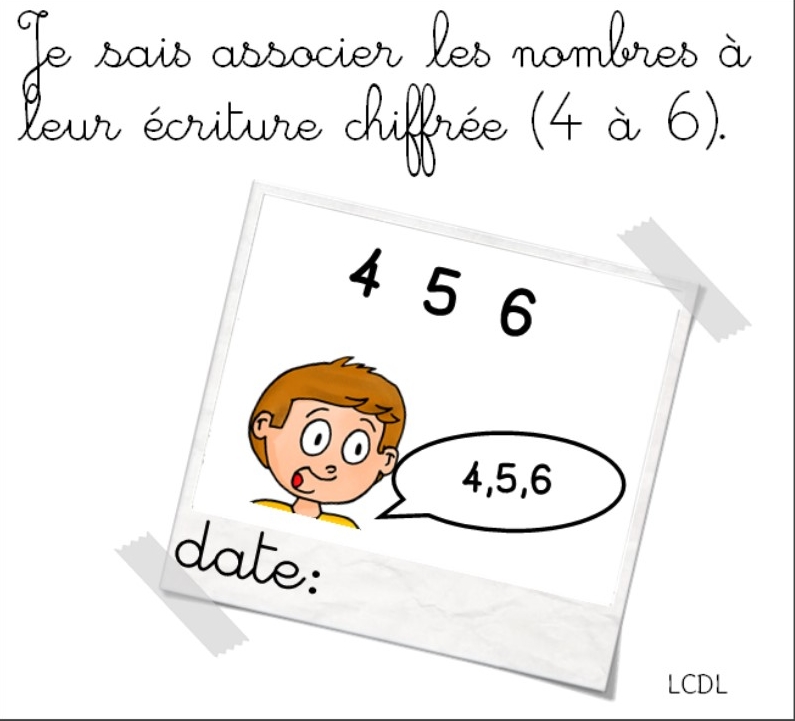 Je sais associer les nombres à
leur écriture chiffrée (4 à 6).
4 5 6
4,5,6
date:
LCDL